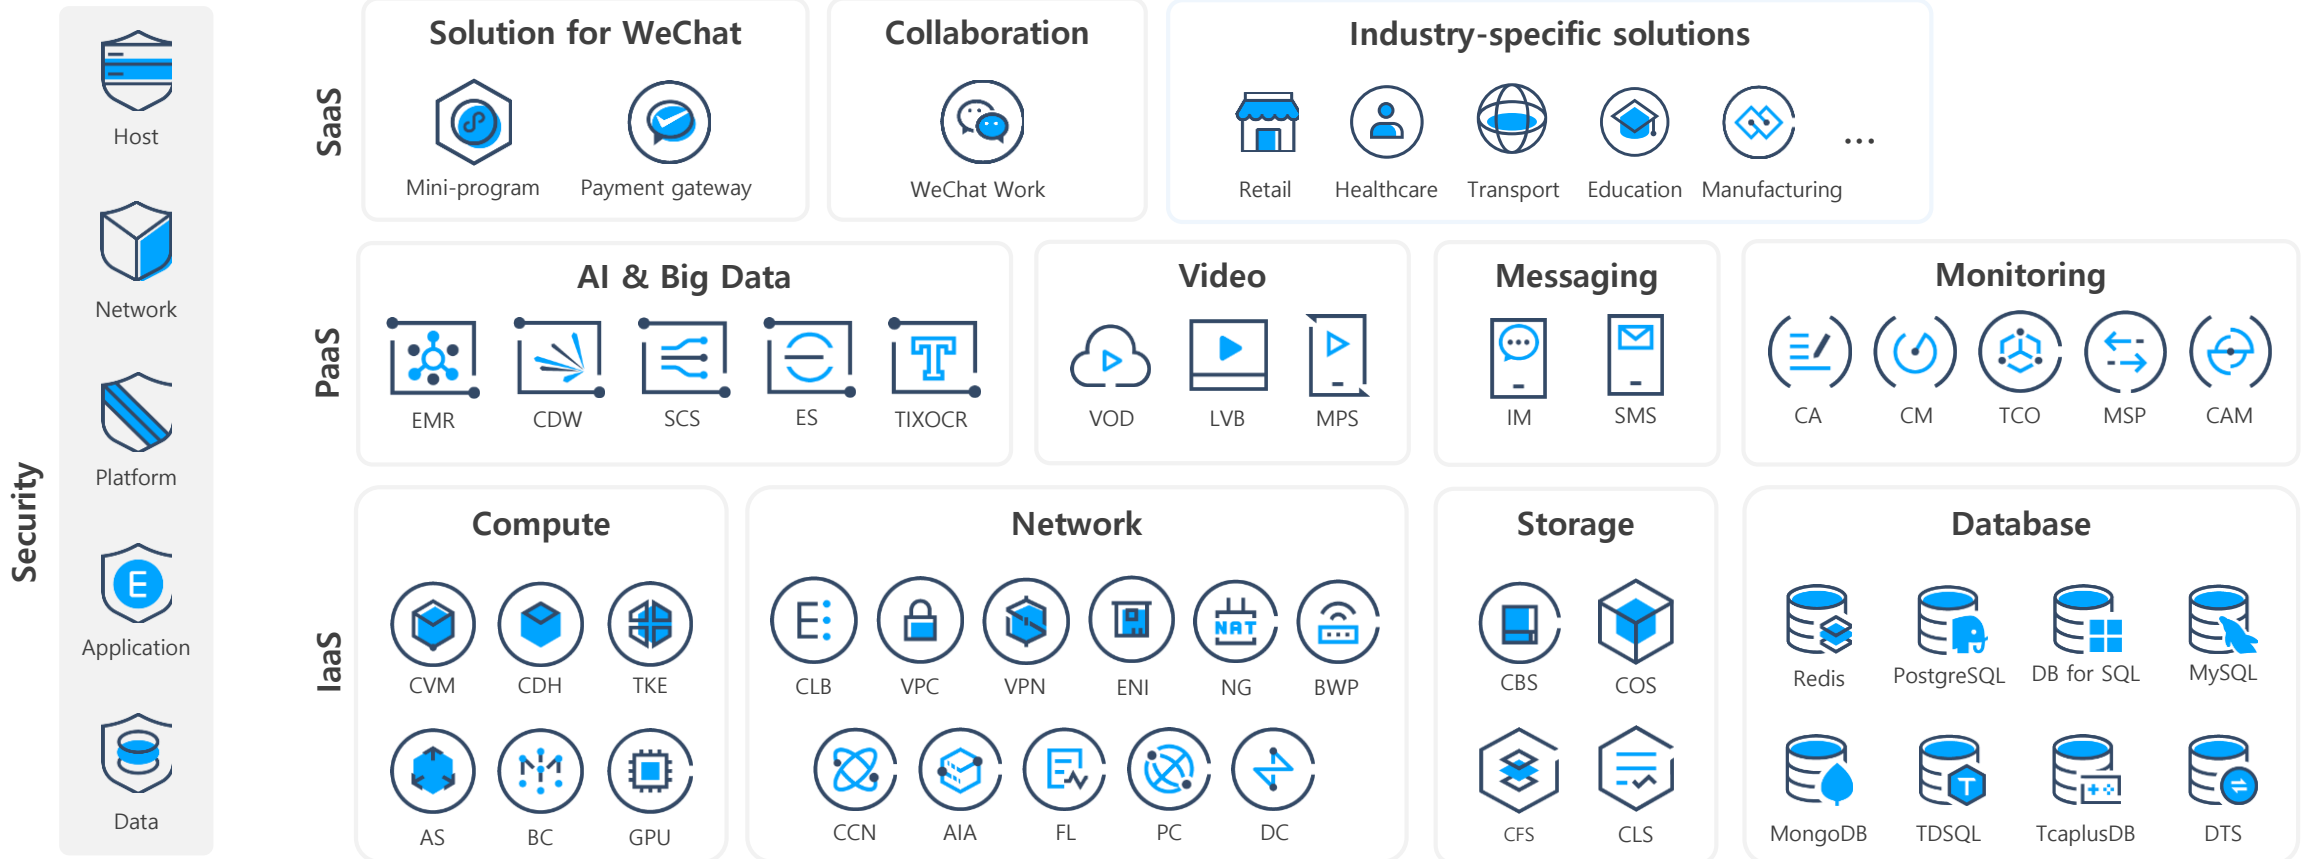 Security
Host
Network
Platform
Application
Data
SaaS
Solution for WeChat
Mini-program
Payment gateway
Collaboration
WeChat Work
Industry-specific solutions
Retail
Healthcare
Transport
Education
Manufacturing
...
PaaS
AI & Big Data
EMR
CDW
SCS
ES
TIXOCR
Video
VOD
LVB
MPS
Messaging
IM
SMS
Monitoring
CA
CM
TCO
MSP
CAM
IaaS
Compute
CVM
CDH
TKE
AS
BC
GPU
Network
E
CLB
VPC
VPN
ENI
NAT
NG
BWP
CCN
AIA
FL
PC
DC
Storage
CBS
COS
CFS
CLS
Database
Redis
PostgreSQL
DB for SQL
MySQL
MongoDB
T
TDSQL
TcaplusDB
DTS